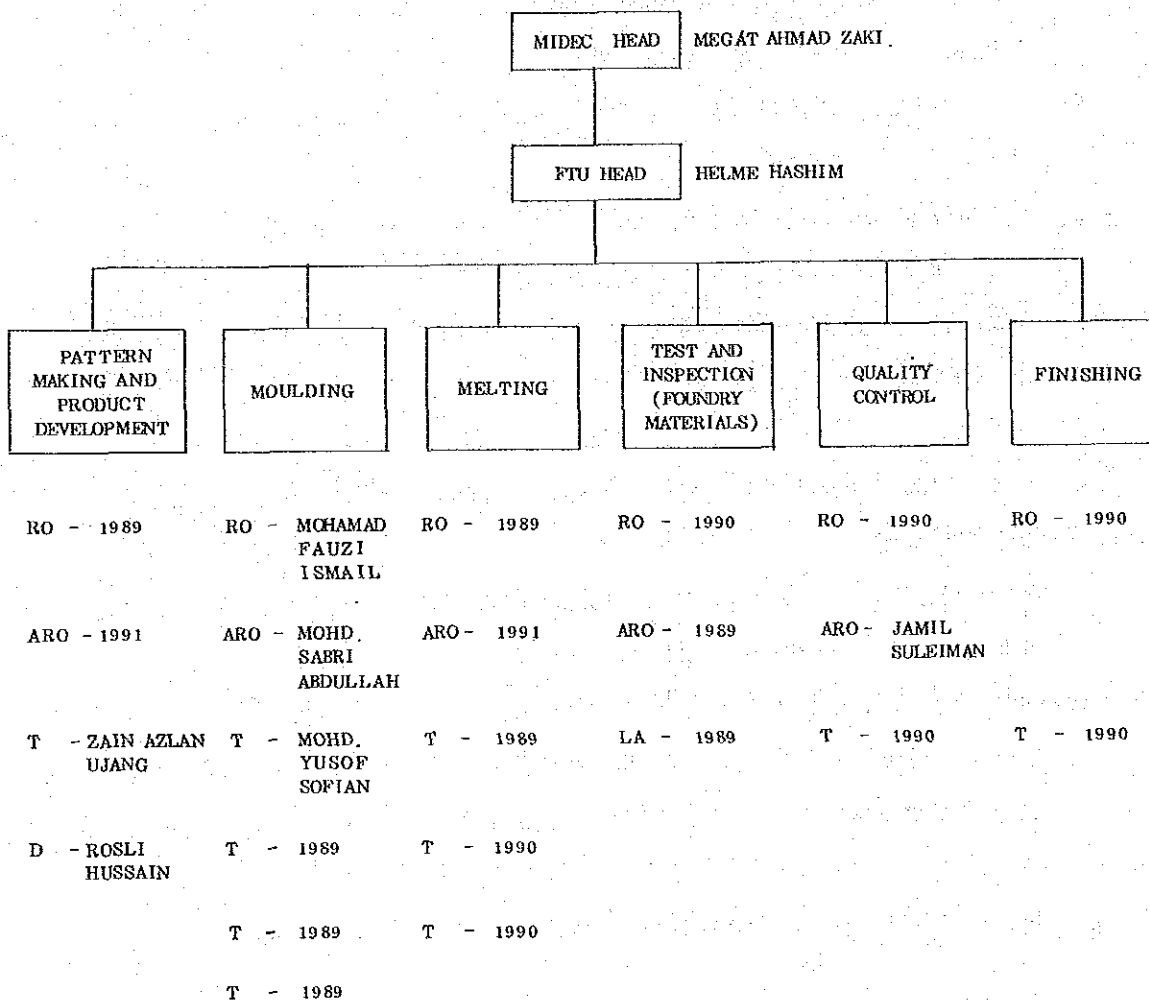 MIDEC HEAD MEGAT AHMAD ZAKI.
FTU HEAD HELME HASHIM
PATTERN
MAKING AND
PRODUCT
DEVELOPMENT
MOULDING
MELTING
TEST AND
INSPECTION
(FOUNDRY
MATERIALS)
QUALITY
CONTROL
FINISHING
RO - 1989
ARO - 1991
T - ZAIN AZLAN
UJANG
D - ROSLI
HUSSAIN
RO - MOHAMAD
FAUZI
ISMAIL
ARO - MOHD.
SABRI
ABDULLAH
T - MOHD.
YUSOF
SOFIAN
T - 1989
T - 1989
T - 1989
RO - 1989
ARO - 1991
T - 1989
T - 1990
T - 1990
RO - 1990
ARO - 1989
LA - 1989
RO - 1990
ARO - JAMIL
SULEIMAN
T - 1990
RO - 1990
T - 1990